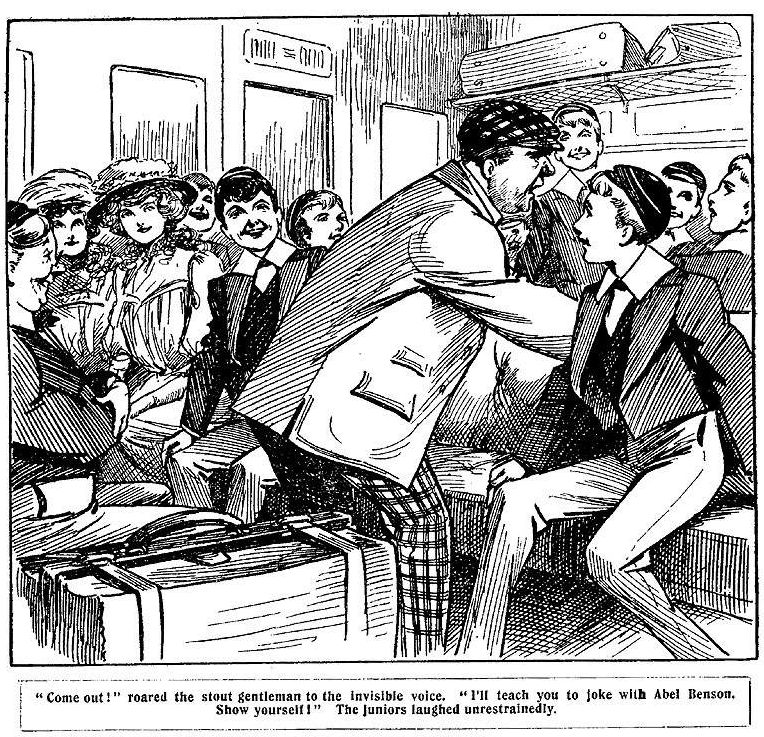 "Come out!" roared the stout gentleman to the invisible voice. "I'll teach you to joke with Abel Benson.
Show yourself!" The juniors laughed unrestrainedly.